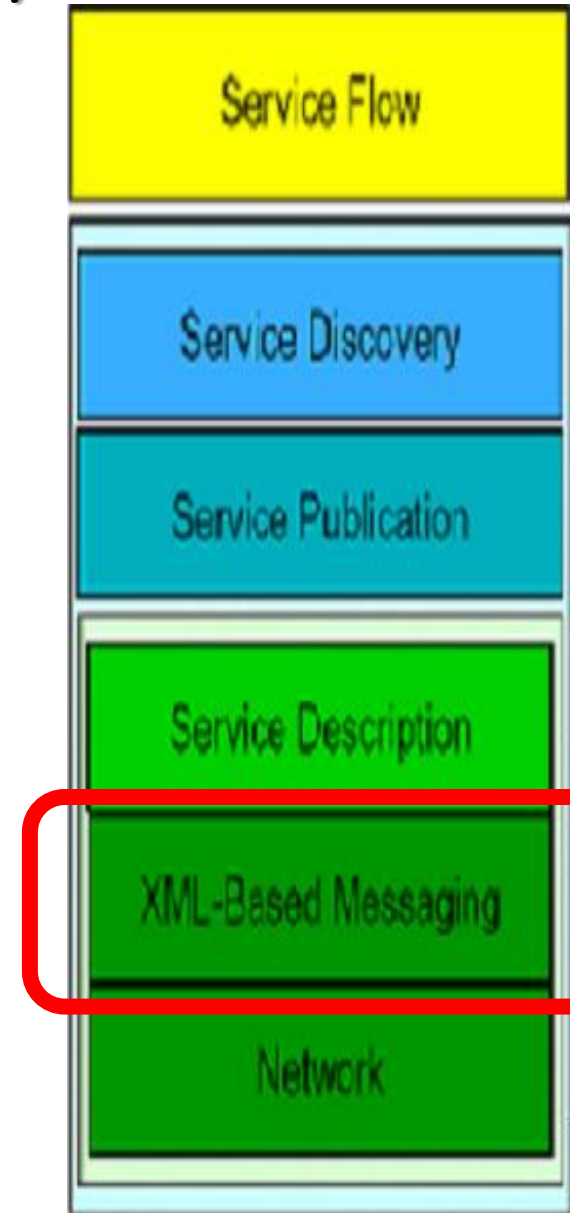 Service Flow
Service Discovery
Service Publication
Service Description
XML-Based Messaging
Network